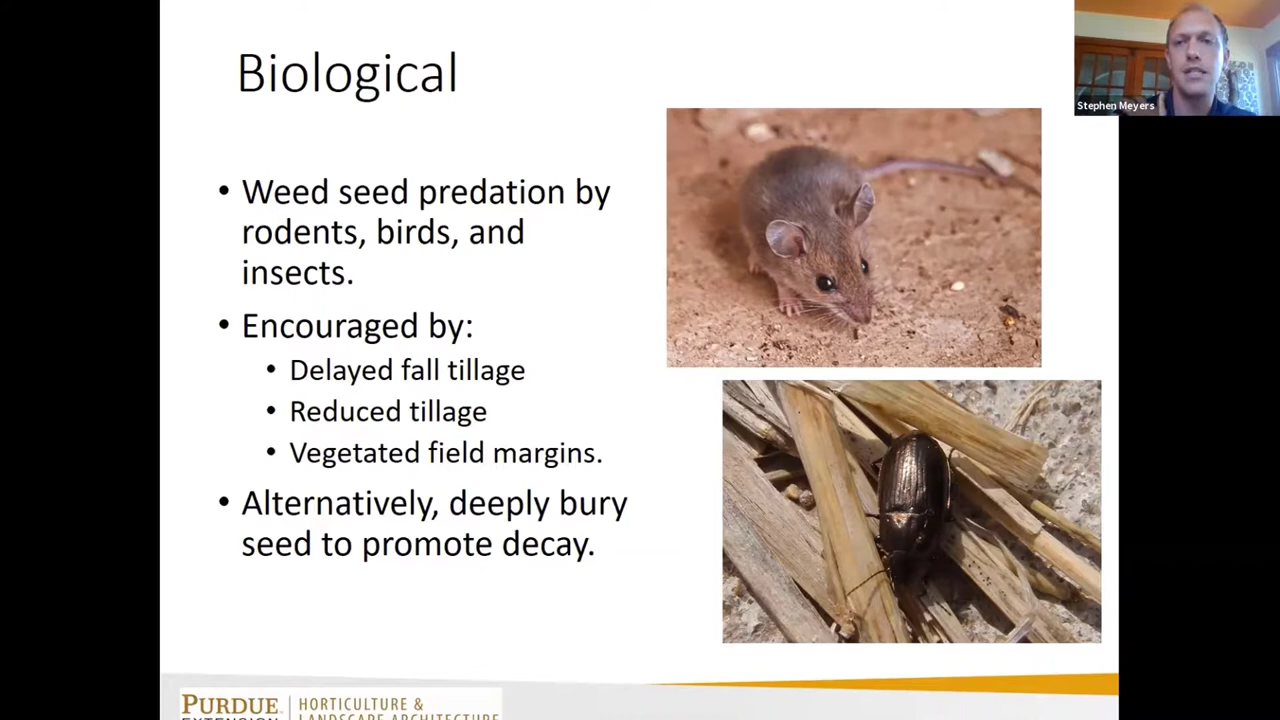 Biological
Stephen Meyers
• Weed seed predation by
rodents, birds, and
insects.
• Encouraged by:
• Delayed fall tillage
• Reduced tillage
• Vegetated field margins.
• Alternatively, deeply bury
seed to promote decay.
PURDUE
EXTENSION
HORTICULTURE &
LANDSCAPE ARCHITECTURE